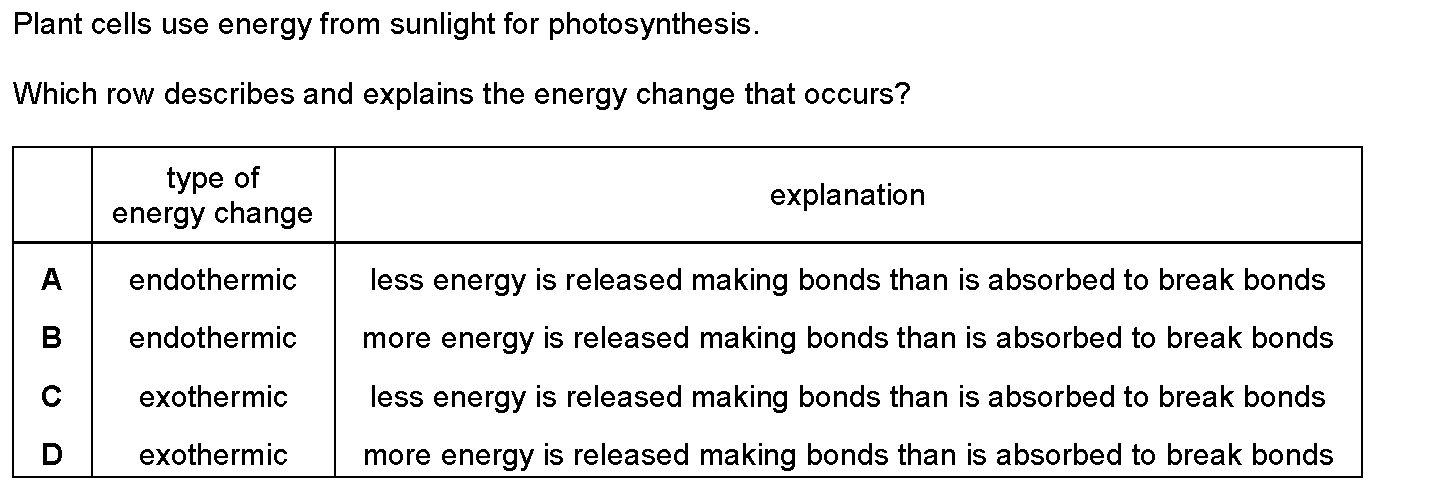 Plant cells use energy from sunlight for photosynthesis.
Which row describes and explains the energy change that occurs?
type of
energy change
explanation
A endothermic less energy is released making bonds than is absorbed to break bonds
B endothermic more energy is released making bonds than is absorbed to break bonds
C exothermic less energy is released making bonds than is absorbed to break bonds
D exothermic more energy is released making bonds than is absorbed to break bonds